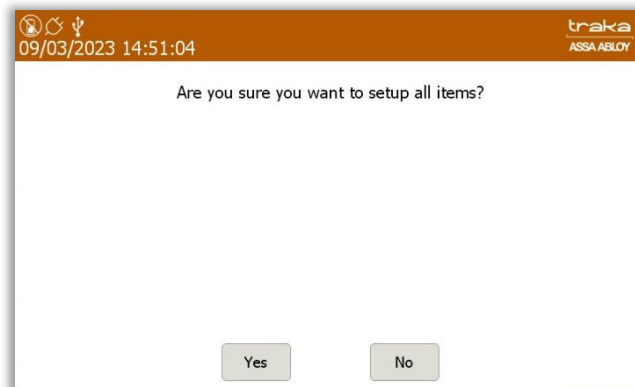 traka
09/03/2023 14:51:04
ASSA ABLOY
Are you sure you want to setup all items?
Yes
No